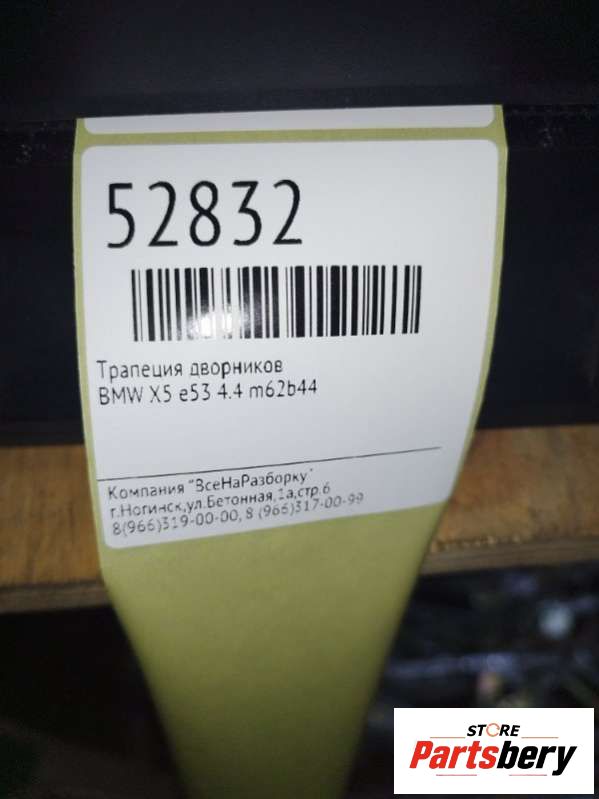 52832
Трапеция дворников
BMW X5 e53 4.4 m62b44
Компания "ВсеНаРазборку"
г.Ногинск,ул.Бетонная,1а,стр.6
8(966)319-00-00, 8 (966)317-00-99
STORE
Partsbery